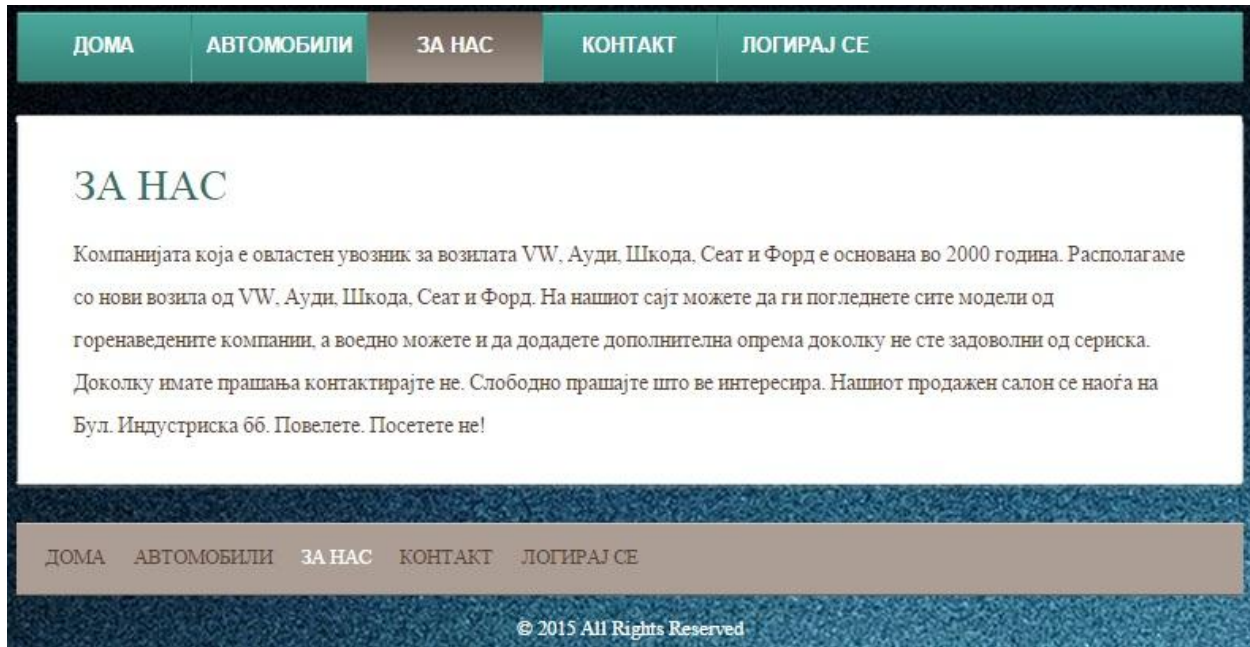 ДОМА АВТОМОБИЛИ ЗА НАС КОНТАКТ ЛОГИРАЈ СЕ
ЗА НАС
Компанијата која е овластен увозник за возилата VW, Ауди, Шкода, Сеат и Форд е основана во 2000 година. Располагаме
со нови возила од VW, Ауди, Шкода, Сеат и Форд. На нашиот сајт можете да ги погледнете сите модели од
горенаведените компании, а воедно можете и да додадете дополнителна опрема доколку не сте задоволни од сериска.
Доколку имате прашања контактирајте не. Слободно прашајте што ве интересира. Нашиот продажен салон се наоѓа на
Бул. Индустриска бб. Повелете. Посетете не!
ДОМА АВТОМОБИЛИ ЗА НАС КОНТАКТ ЛОГИРАЈ СЕ
© 2015 All Rights Reserved